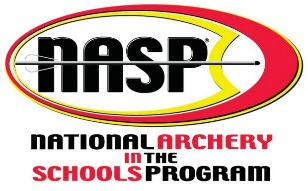 NASP®
NATIONAL ARCHERY
IN THE
SCHOOLS PROGRAM